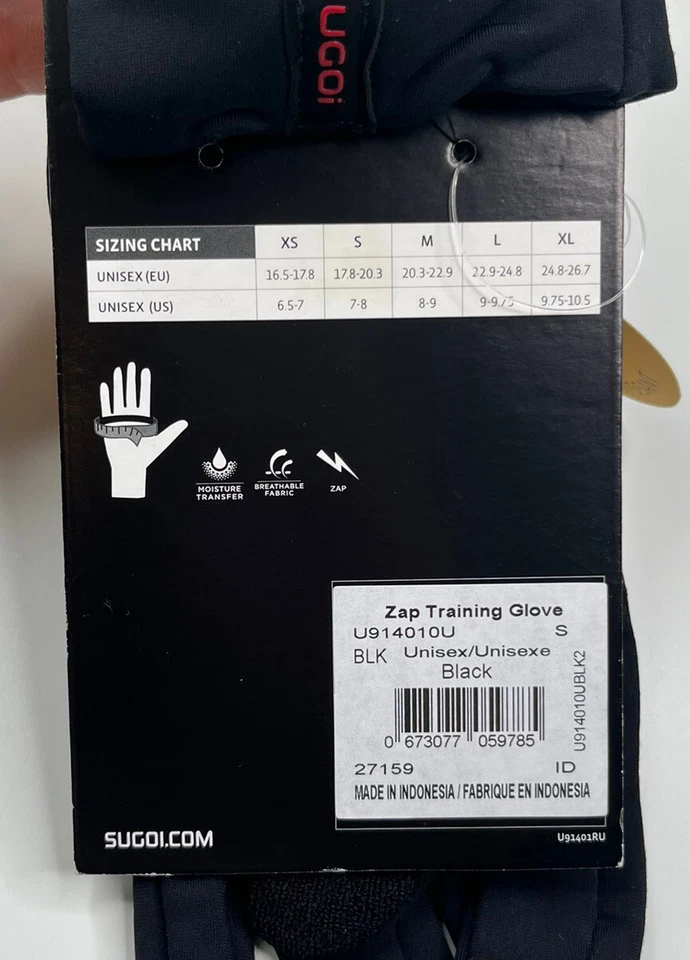 UGOi
SIZING CHART XS S M L XL
UNISEX (EU) 16.5-17.8 17.8-20.3 20.3-22.9 22.9-24.8 24.8-26.7
UNISEX (US) 6.5-7 7-8 8-9 9-9.75 9.75-10.5
MOISTURE
TRANSFER
BREATHABLE
FABRIC
ZAP
Zap Training Glove
U914010U S
BLK Unisex/Unisexe
Black
0 673077 059785
U914010UBLK2
27159 ID
MADE IN INDONESIA / FABRIQUE EN INDONESIA
SUGOI.COM
U91401RU